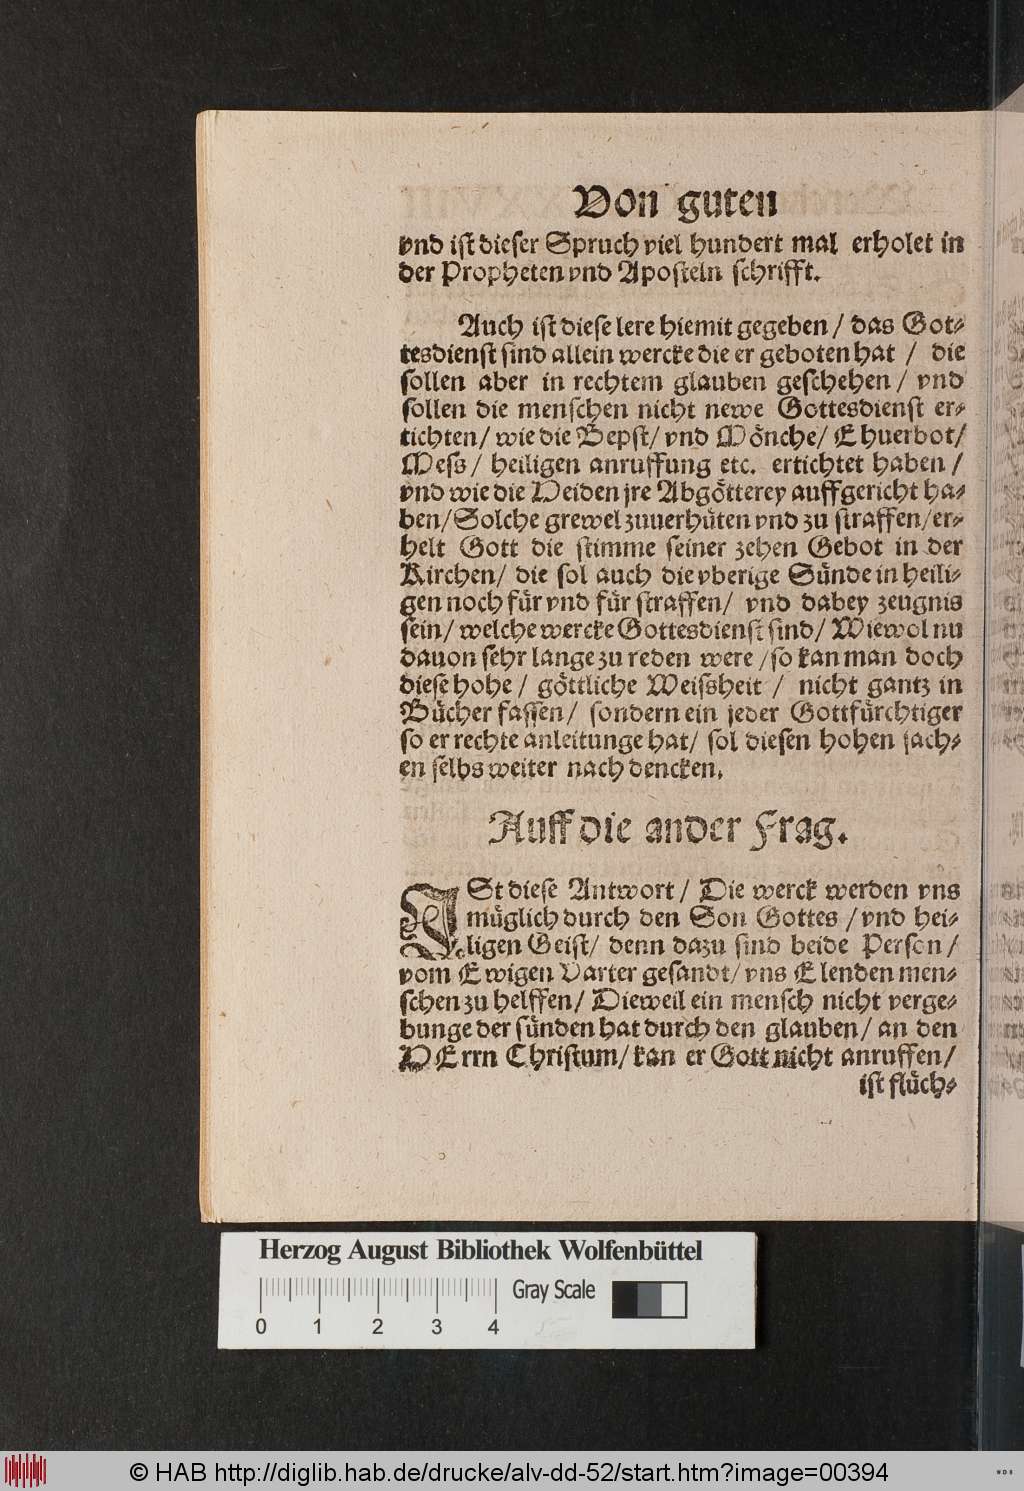 Von guten
vnd ist dieser Spruch viel hundert mal erholet in
der Propheten vnd Aposteln schrifft.
Auch ist diese lere hiemit gegeben / das Got⸗
tesdienst sind allein wercke die er geboten hat / die
sollen aber in rechtem glauben geschehen / vnd
sollen die menschen nicht newe Gottesdienst er⸗
tichten / wie die Bepst / vnd Mönche / Ehuerbot /
Mess / heiligen anruffung etc. ertichtet haben /
vnd wie die Heiden jre Abgötterey auffgericht ha⸗
ben / Solche grewel zuuerhüten vnd zu straffen / er⸗
helt Gott die stimme seiner zehen Gebot in der
Kirchen / die sol auch die vberige Sünde in heili⸗
gen noch für vnd für straffen / vnd dabey zeugnis
sein / welche wercke Gottesdienst sind / Wiewol nu
dauon sehr lange zu reden were / so kan man doch
diese hohe / göttliche Weissheit / nicht gantz in
Bücher fassen / sondern ein jeder Gottfürchtiger
so er rechte anleitunge hat / sol diesen hohen sach⸗
en selbs weiter nach dencken.
Auff die ander Frag.
ISt diese Antwort / Die werck werden vns
müglich durch den Son Gottes / vnd hei⸗
ligen Geist / denn dazu sind beide Person /
vom Ewigen Varter gesandt / vns Elenden men⸗
schen zu helffen / Dieweil ein mensch nicht verge⸗
bunge der sünden hat durch den glauben / an den
HErrn Christum / kan er Gott nicht anruffen /
ist flüch⸗
Herzog August Bibliothek Wolfenbüttel
Gray Scale
0 1 2 3 4
© HAB http://diglib.hab.de/drucke/alv-dd-52/start.htm?image=00394
WDB